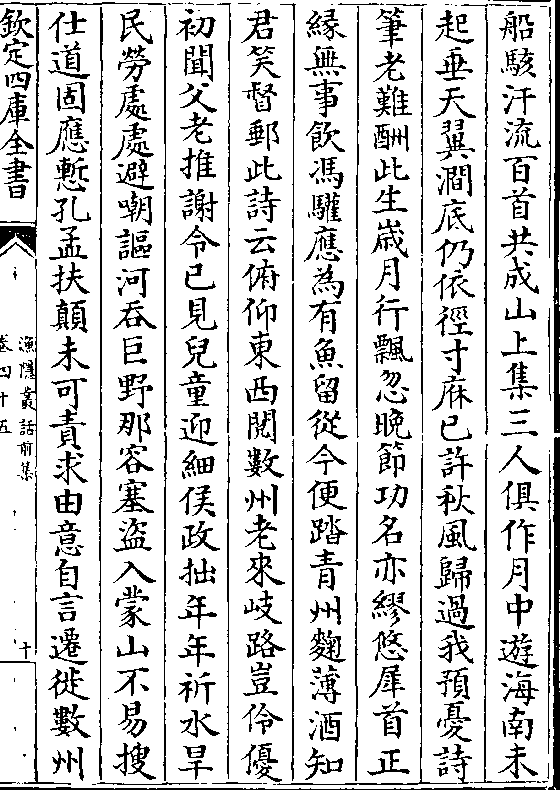 船駭汗流百首共成山上集三人俱作月中遊海南未
起垂天翼澗底仍依徑寸麻已許秋風歸過我預憂詩
筆老難酬此生嵗月行飄忽晚節功名亦繆悠犀首正
緣無事飲馮驩應為有魚留從今便踏青州麴薄酒知
君笑督郵此詩云俯仰東西閱數州老來岐路豈伶優
初聞父老推謝令已見兒童迎細侯政拙年年祈水旱
民勞處處避嘲謳河吞巨野那容塞盜入蒙山不易搜
仕道固應慙孔孟扶顛未可責求由意自言遷徙數州
欽定四庫全書
漁隱叢話前集
卷四十五
十